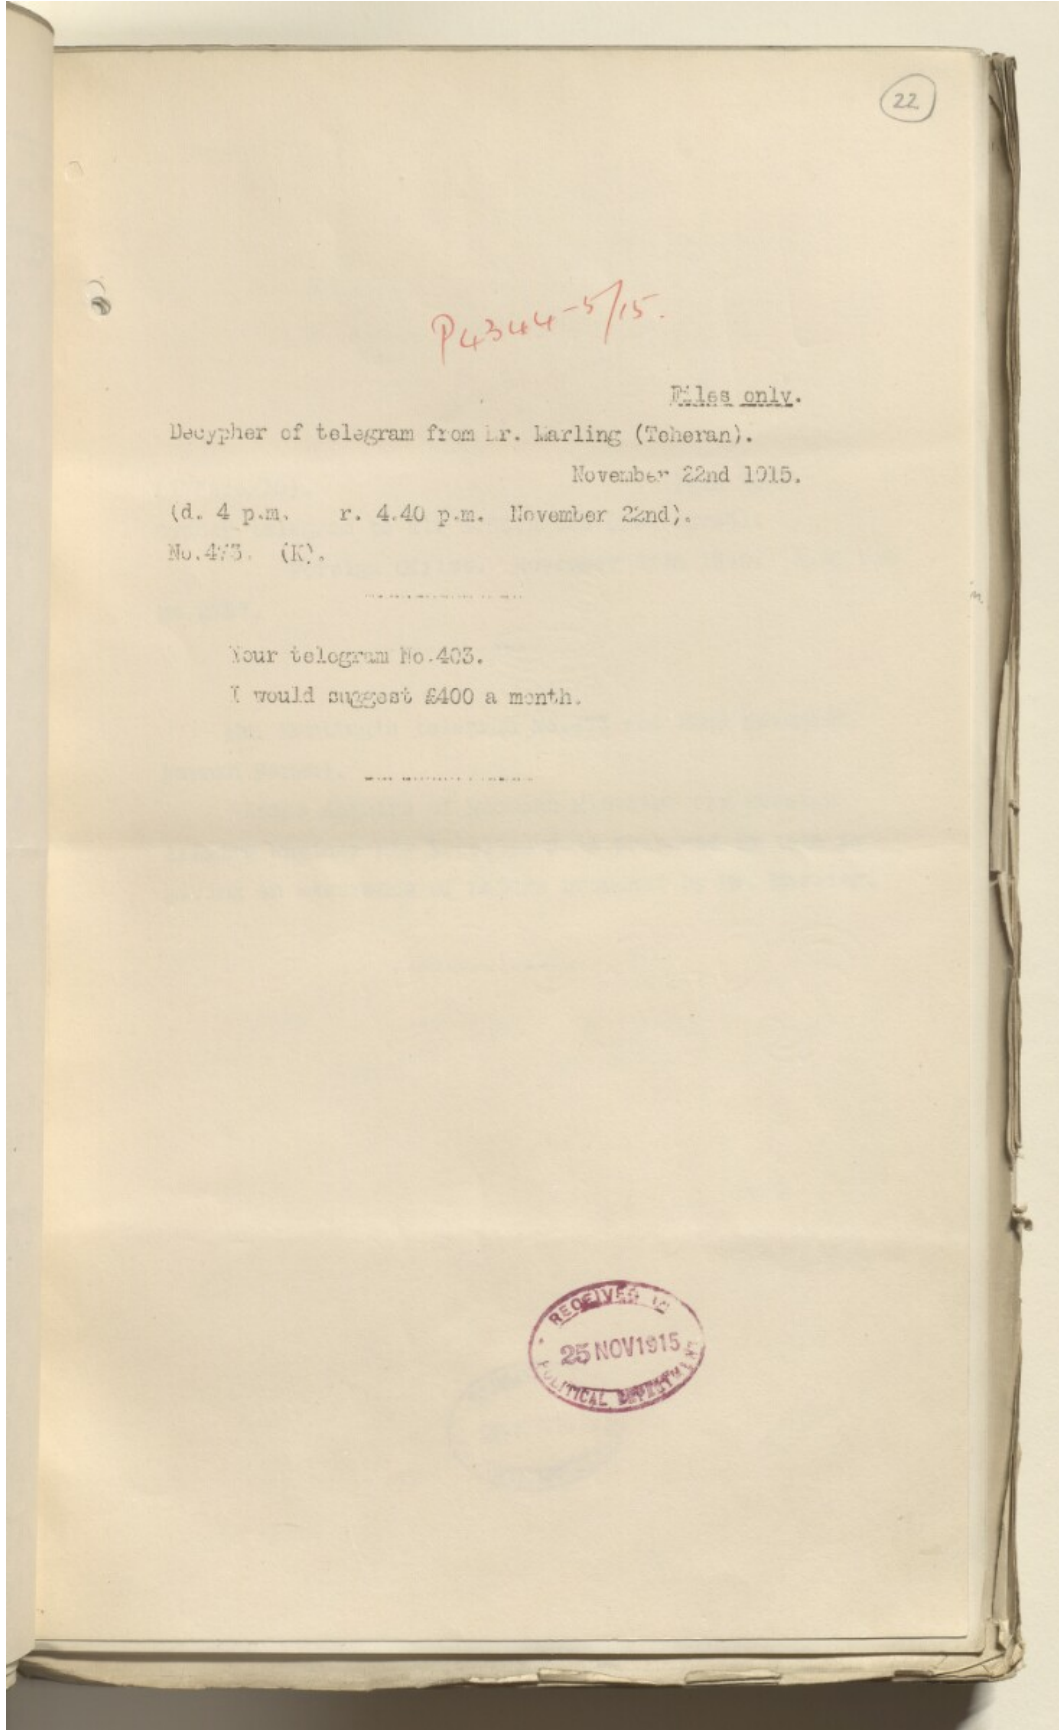 22
P4344-5/15.
Files only.
Decypher of telegram from Mr. Marling (Teheran).
November 22nd 1915.
(d. 4 p.m. r. 4.40 p.m. November 22nd).
No.473. (K).
Your telegram No.403.
I would suggest £400 a month.
RECEIVED IN
25 NOV 1915
POLITICAL DEPARTMENT